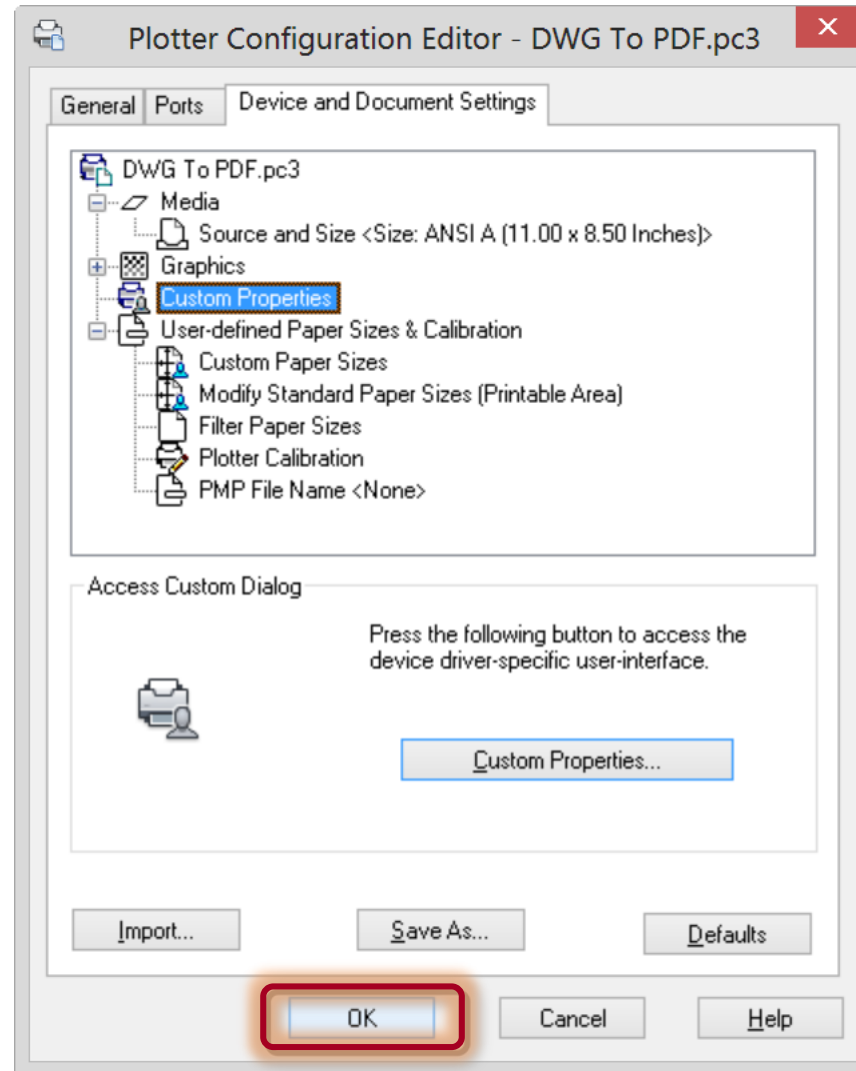 Plotter Configuration Editor - DWG To PDF.pc3
General Ports Device and Document Settings
DWG To PDF.pc3
Media
Source and Size <Size: ANSI A (11.00 x 8.50 Inches)>
Graphics
Custom Properties
User-defined Paper Sizes & Calibration
Custom Paper Sizes
Modify Standard Paper Sizes (Printable Area)
Filter Paper Sizes
Plotter Calibration
PMP File Name <None>
Access Custom Dialog
Press the following button to access the
device driver-specific user-interface.
Custom Properties...
Import... Save As... Defaults
OK Cancel Help